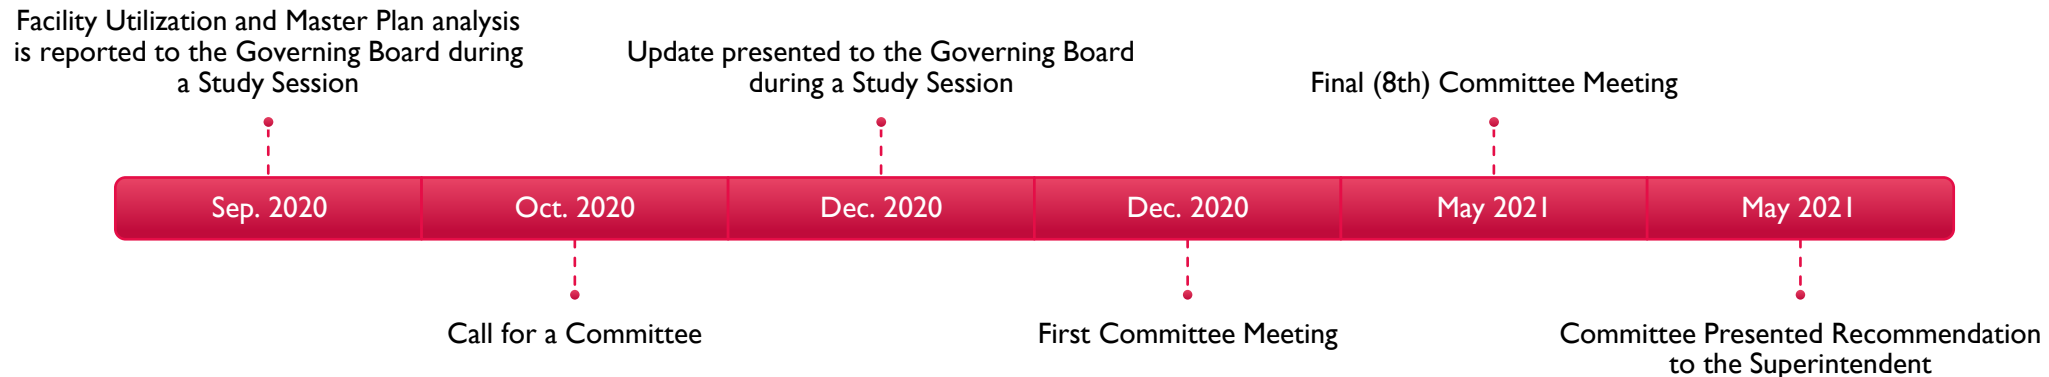 Facility Utilization and Master Plan analysis
is reported to the Governing Board during
a Study Session
Update presented to the Governing Board
during a Study Session
Final (8th) Committee Meeting
Sep. 2020
Oct. 2020
Dec. 2020
Dec. 2020
May 2021
May 2021
Call for a Committee
First Committee Meeting
Committee Presented Recommendation
to the Superintendent